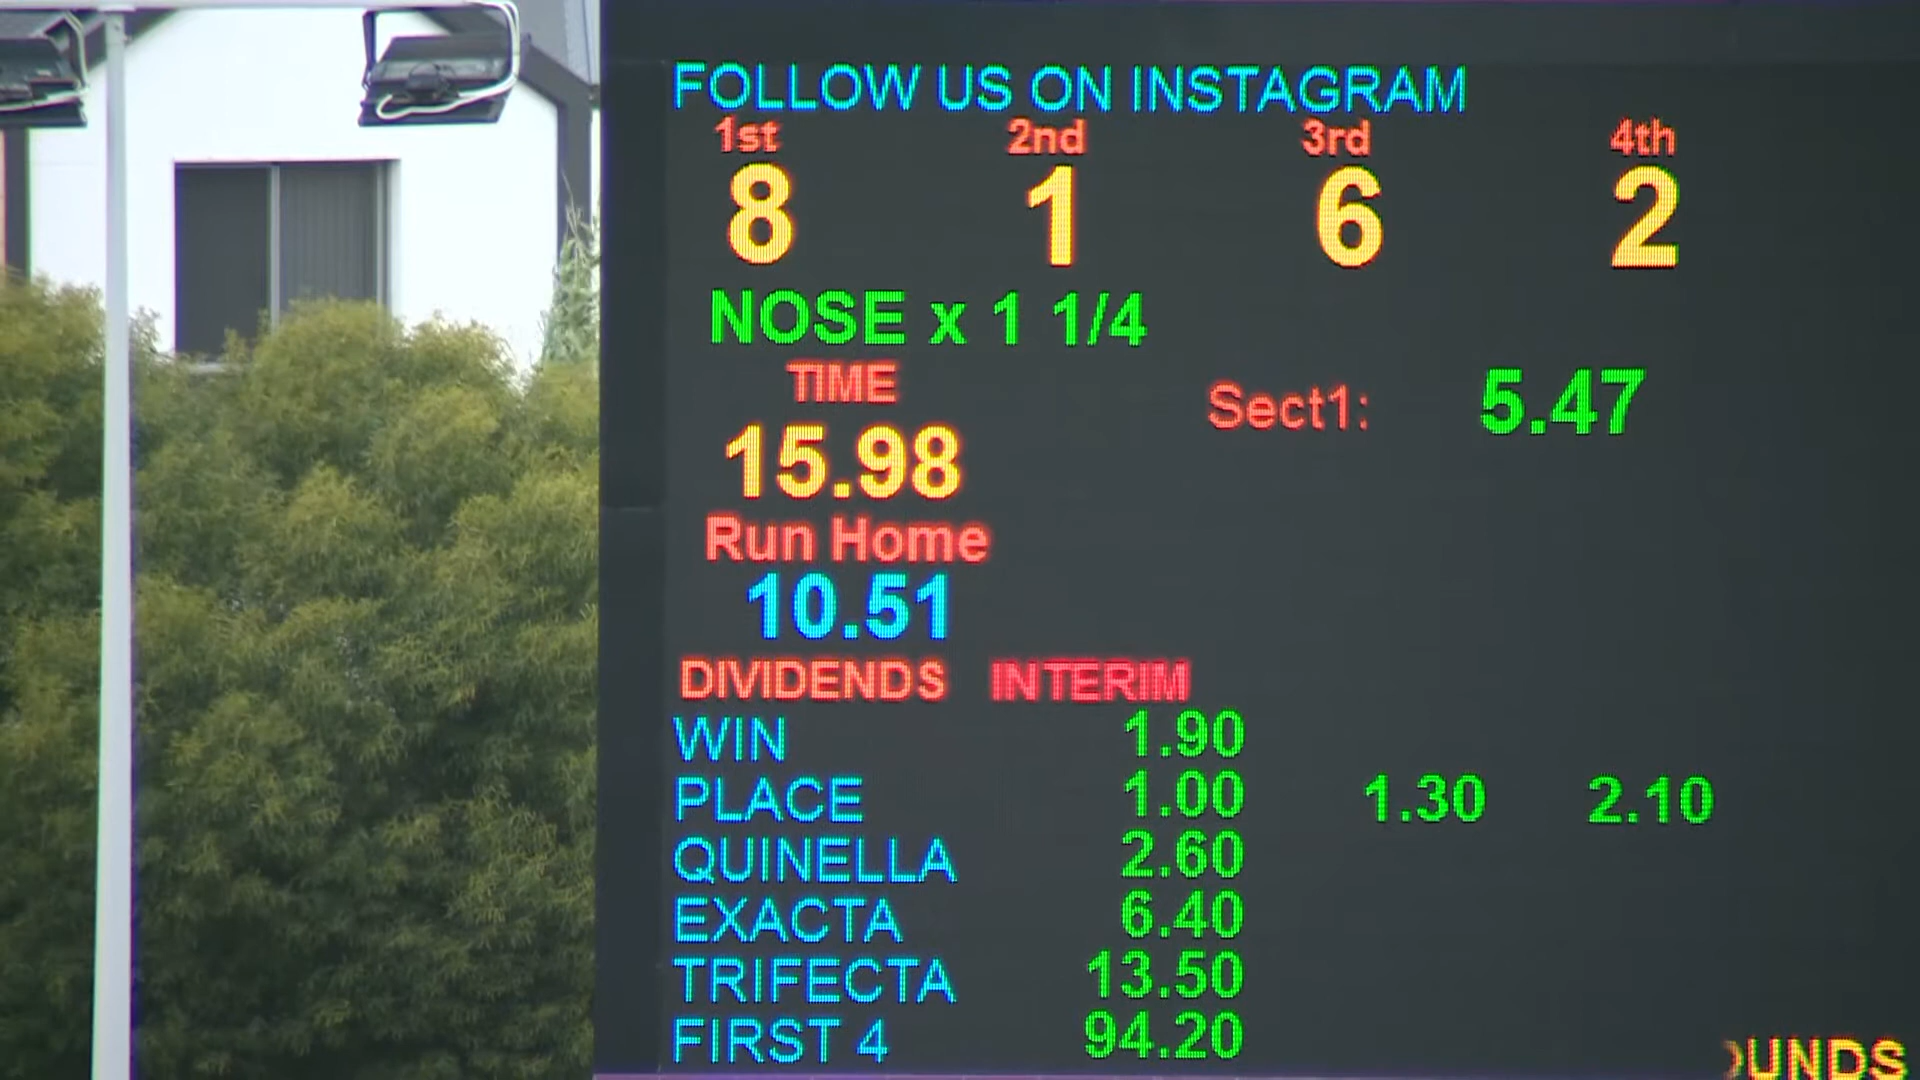 FOLLOW US ON INSTAGRAM
1st 2nd 3rd 4th
8 1 6 2
NOSE x 1 1/4
TIME
Sect1: 5.47
15.98
Run Home
10.51
DIVIDENDS INTERIM
WIN 1.90
PLACE 1.00 1.30 2.10
QUINELLA 2.60
EXACTA 6.40
TRIFECTA 13.50
FIRST 4 94.20